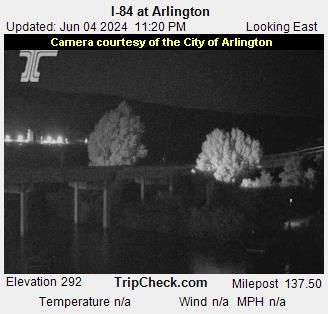 I-84 at Arlington
Updated: Jun 04 2024 11:20 PM Looking East
Camera courtesy of the City of Arlington
Elevation 292 TripCheck.com Milepost 137.50
Temperature n/a Wind n/a MPH n/a